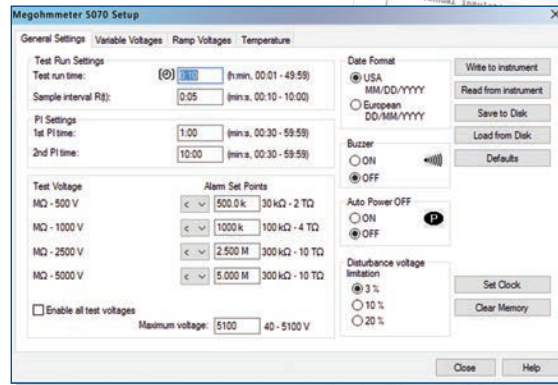 Manual
Megohmmeter 5070 Setup
General Settings Variable Voltages Ramp Voltages Temperature
Test Run Settings
Test run time: 0:10 (h:min, 00:01 - 49:59)
Sample interval R(t): 0:05 (min:s, 00:10 - 10:00)
PI Settings
1st PI time: 1:00 (min:s, 00:30 - 59:59)
2nd PI time: 10:00 (min:s, 00:30 - 59:59)
Test Voltage Alarm Set Points
MΩ - 500 V < 500.0 k 30 kΩ - 2 TΩ
MΩ - 1000 V < 1000 k 100 kΩ - 4 TΩ
MΩ - 2500 V < 2.500 M 300 kΩ - 10 TΩ
MΩ - 5000 V < 5.000 M 300 kΩ - 10 TΩ
Enable all test voltages
Maximum voltage: 5100 40 - 5100 V
Date Format
USA
MM/DD/YYYY
European
DD/MM/YYYY
Buzzer
ON
OFF
Auto Power OFF
ON
P
OFF
Disturbance voltage
limitation
3 %
10 %
20 %
Write to instrument
Read from instrument
Save to Disk
Load from Disk
Defaults
Set Clock
Clear Memory
Close Help